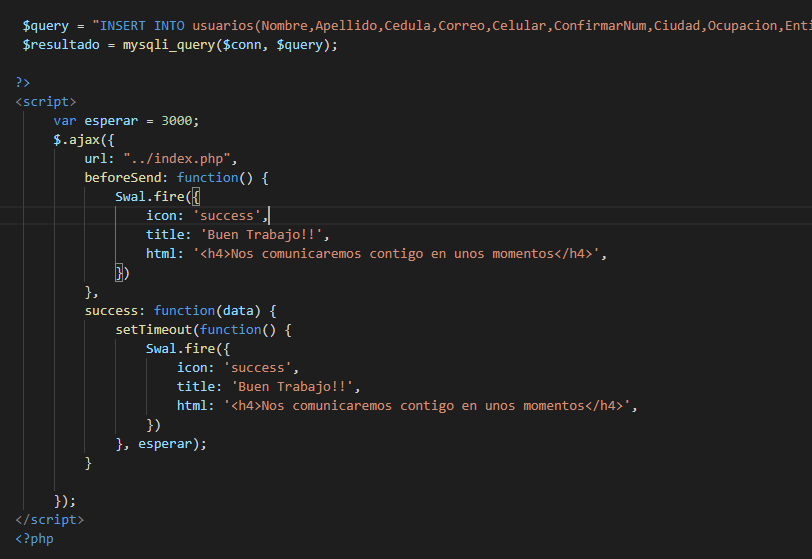 $query = "INSERT INTO usuarios(Nombre,Apellido,Cedula,Correo,Celular,ConfirmarNum,Ciudad,Ocupacion,Enti
$resultado = mysqli_query($conn, $query);
?>
<script>
var esperar = 3000;
$.ajax({
url: "../index.php",
beforeSend: function() {
Swal.fire({
icon: 'success',
title: 'Buen Trabajo!!',
html: '<h4>Nos comunicaremos contigo en unos momentos</h4>',
})
},
success: function(data) {
setTimeout(function() {
Swal.fire({
icon: 'success',
title: 'Buen Trabajo!!',
html: '<h4>Nos comunicaremos contigo en unos momentos</h4>',
})
}, esperar);
}
});
</script>
<?php